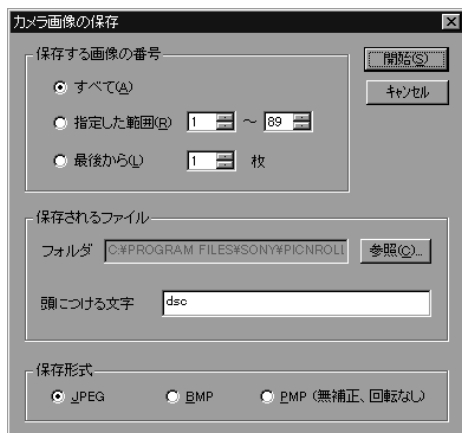 カメラ画像の保存
保存する画像の番号
すべて(A)
指定した範囲(R) 1 ～ 89
最後から(L) 1 枚
開始(S)
キャンセル
保存されるファイル
フォルダ C:¥PROGRAM FILES¥SONY¥PICNROLL 参照(C)...
頭につける文字 dsc
保存形式
JPEG BMP PMP (無補正、回転なし)